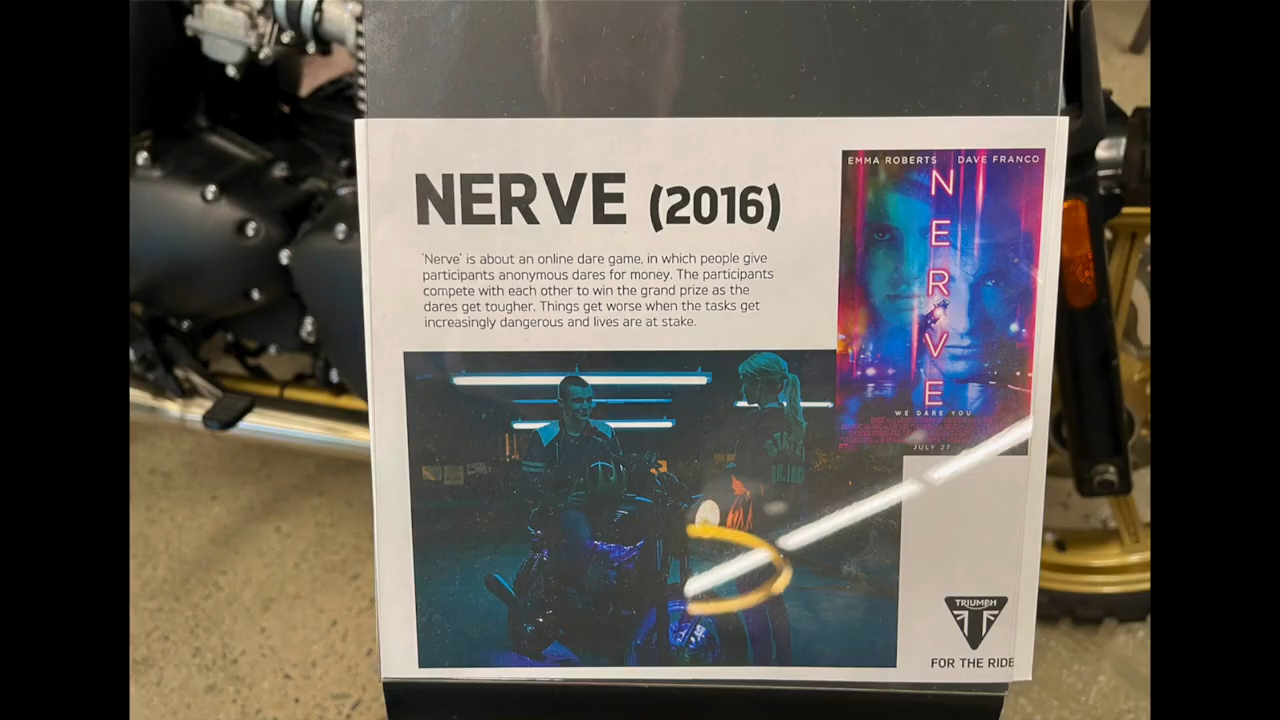 NERVE (2016)
'Nerve' is about an online dare game, in which people give
participants anonymous dares for money. The participants
compete with each other to win the grand prize as the
dares get tougher. Things get worse when the tasks get
increasingly dangerous and lives are at stake.
EMMA ROBERTS DAVE FRANCO
NERVE
WE DARE YOU
JULY 27
STATE
TRIUMPH
FOR THE RIDE